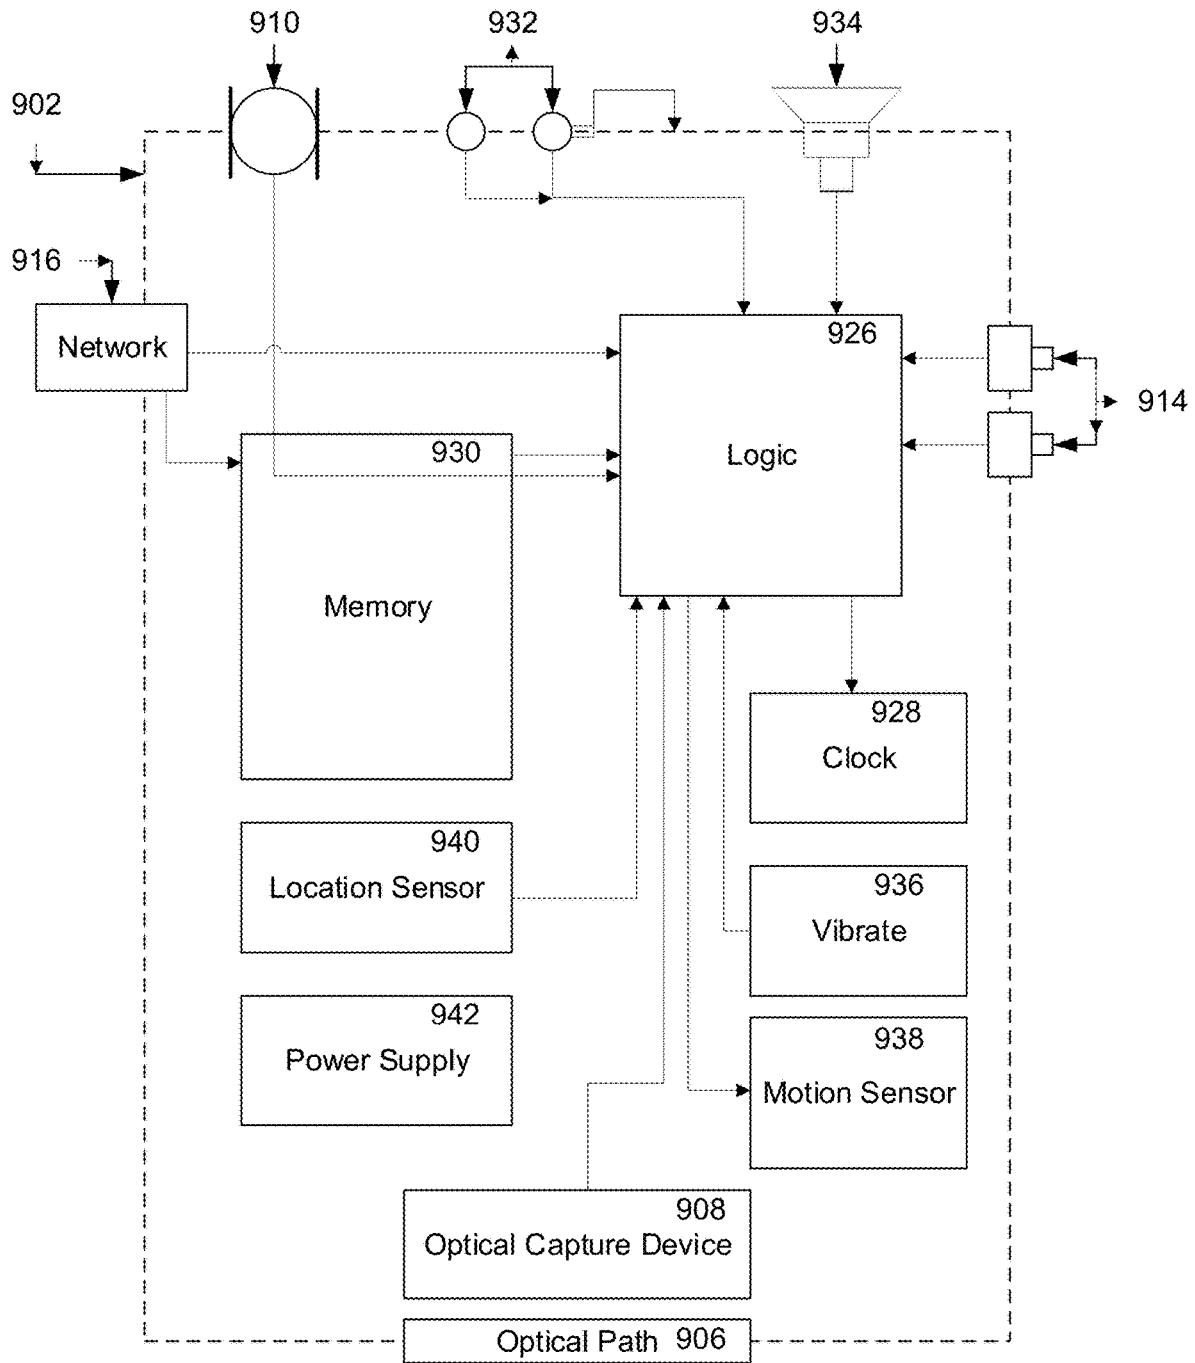 910
932
934
902
916
Network
926
914
930
Logic
Memory
928
Clock
940
Location Sensor
936
Vibrate
942
Power Supply
938
Motion Sensor
908
Optical Capture Device
Optical Path 906